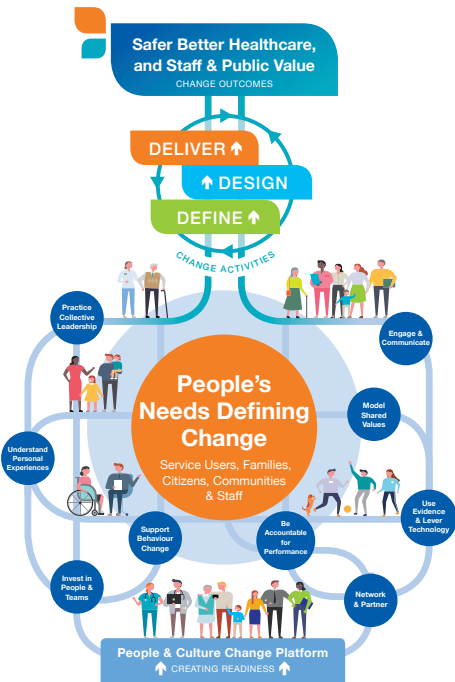 Safer Better Healthcare,
and Staff & Public Value
CHANGE OUTCOMES
DELIVER
DESIGN
DEFINE
CHANGE ACTIVITIES
Practice
Collective
Leadership
Engage &
Communicate
People's
Needs Defining
Change
Service Users, Families,
Citizens, Communities
& Staff
Model
Shared
Values
Understand
Personal
Experiences
Use
Evidence
& Lever
Technology
Support
Behaviour
Change
Be
Accountable
for
Performance
Invest in
People &
Teams
Network
& Partner
People & Culture Change Platform
CREATING READINESS